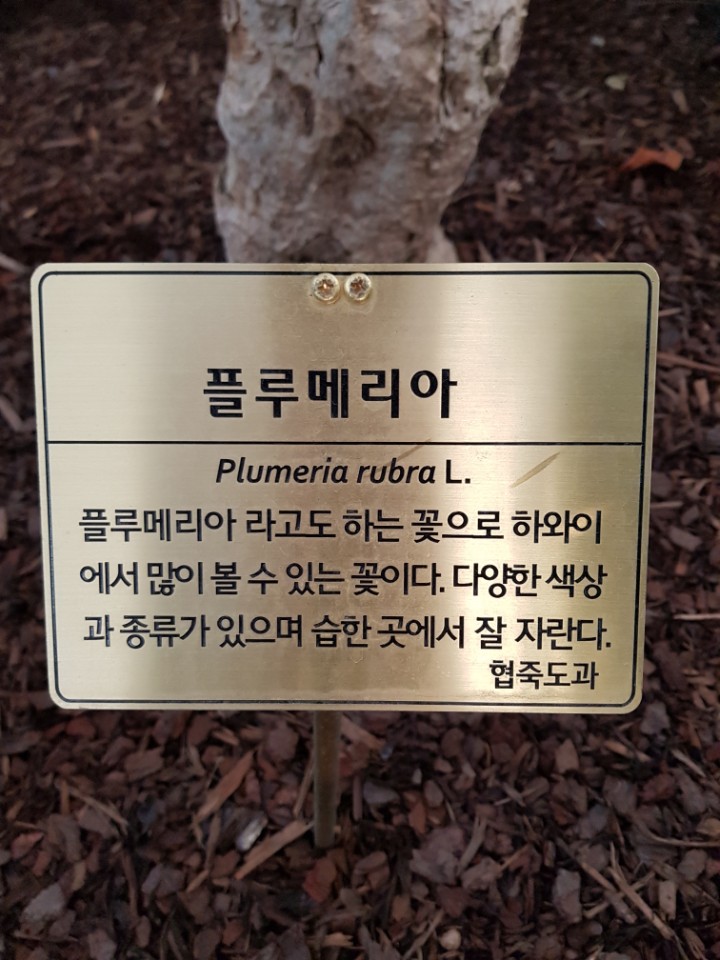 플루메리아
Plumeria rubra L.
플루메리아 라고도 하는 꽃으로 하와이
에서 많이 볼 수 있는 꽃이다. 다양한 색상
과 종류가 있으며 습한 곳에서 잘 자란다.
협죽도과